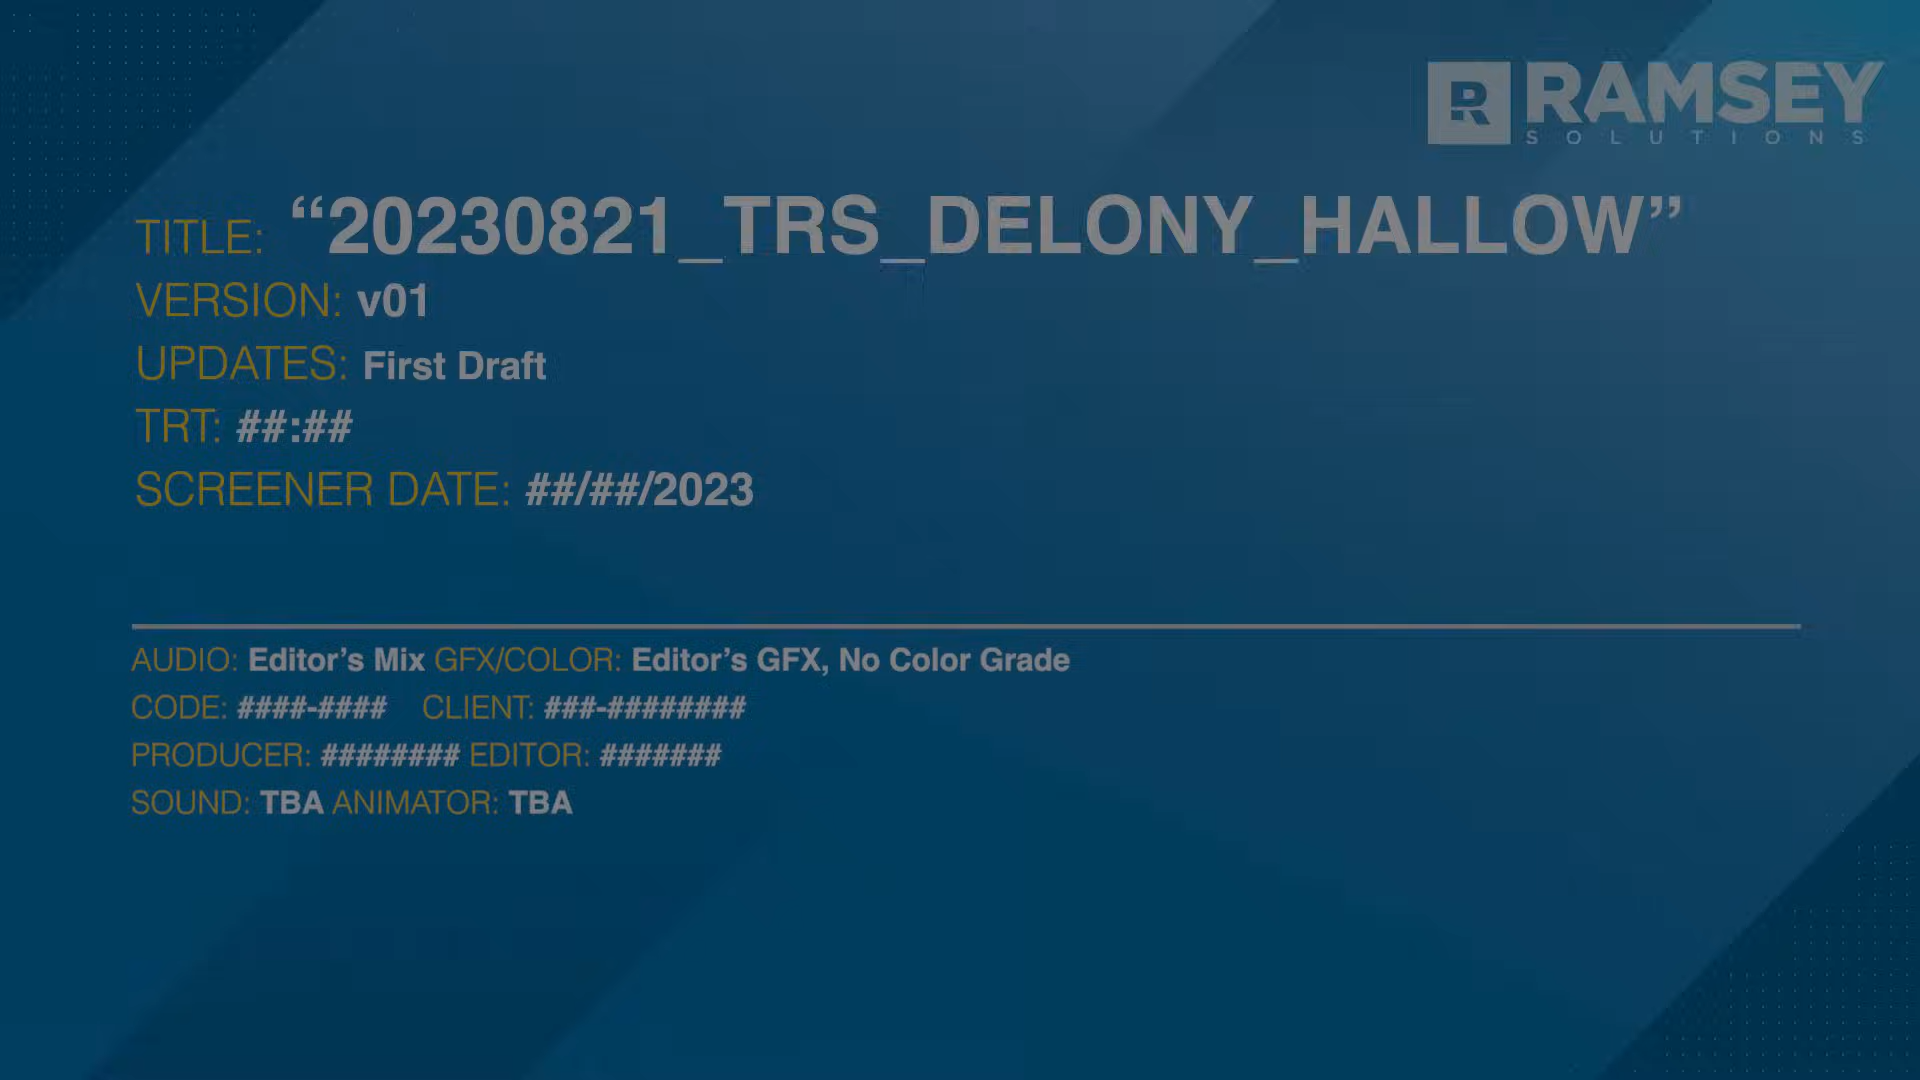 R RAMSEY
SOLUTIONS
TITLE: “20230821_TRS_DELONY_HALLOW”
VERSION: v01
UPDATES: First Draft
TRT: ##:##
SCREENER DATE: ##/##/2023
AUDIO: Editor’s Mix GFX/COLOR: Editor’s GFX, No Color Grade
CODE: ####-#### CLIENT: ###-########
PRODUCER: ######## EDITOR: #######
SOUND: TBA ANIMATOR: TBA